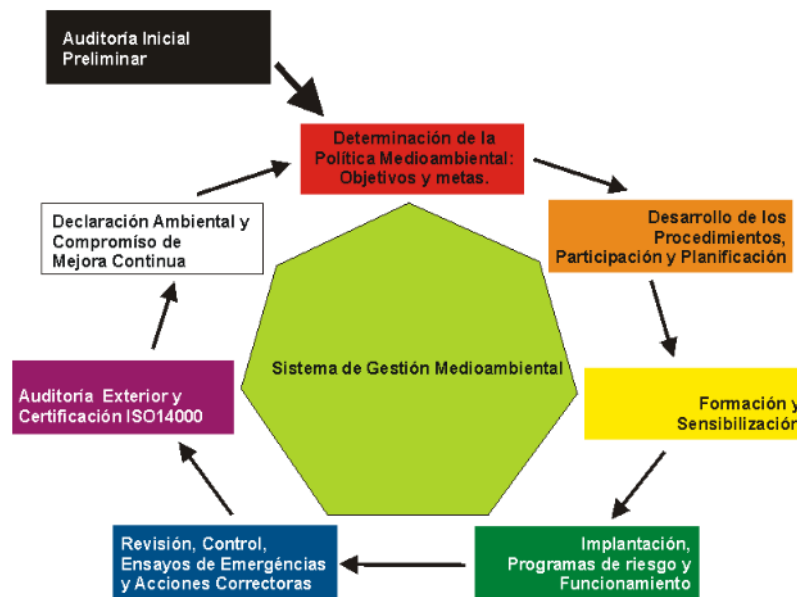 Auditoría Inicial
Preliminar
Determinación de la
Política Medioambiental:
Objetivos y metas.
Desarrollo de los
Procedimientos,
Participación y Planificación
Formación y
Sensibilización
Implantación,
Programas de riesgo y
Funcionamiento
Revisión, Control,
Ensayos de Emergéncias
y Acciones Correctoras
Auditoría Exterior y
Certificación ISO14000
Declaración Ambiental y
Compromíso de
Mejora Continua
Sistema de Gestión Medioambiental